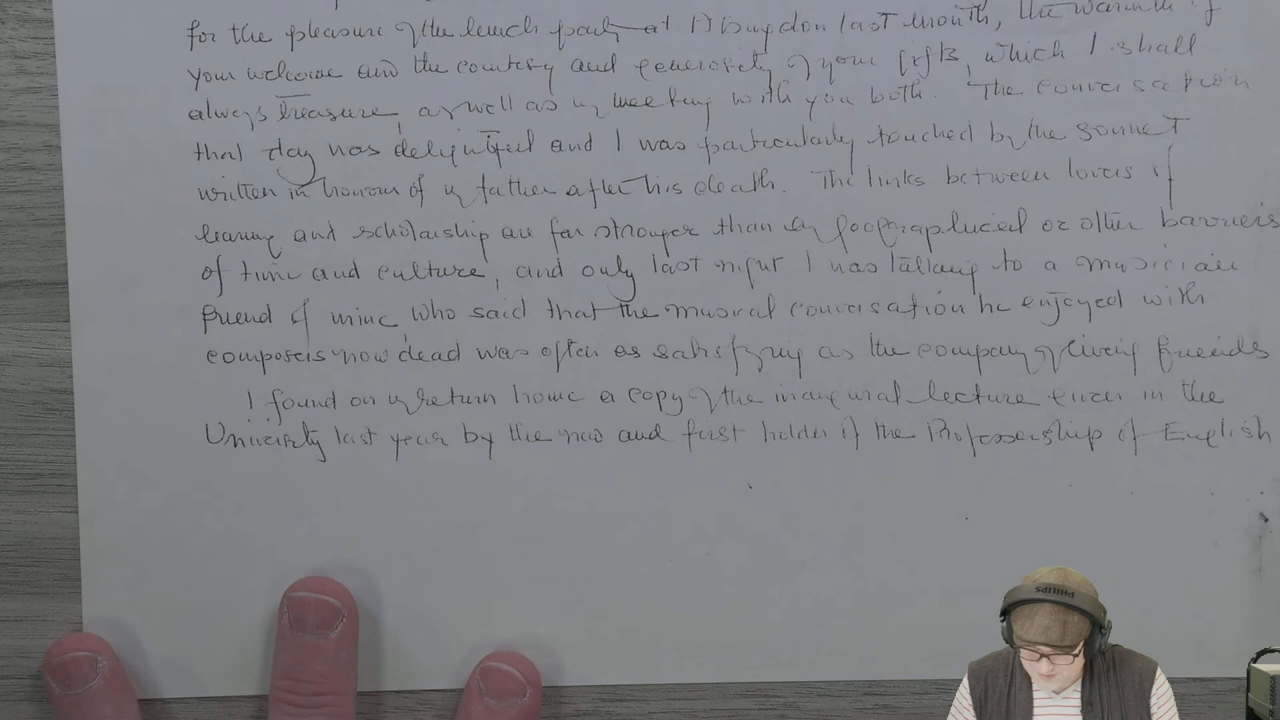 for the pleasure of the lunch party at Abingdon last month, the warmth of
your welcome and the courtesy and generosity of your gifts, which I shall
always treasure, as well as my meeting with you both. The conversation
that day was delightful and I was particularly touched by the sonnet
written in honour of my father after his death. The links between lovers of
learning and scholarship are far stronger than any geographical or other barriers
of time and culture, and only last night I was talking to a musician
friend of mine who said that the musical conversation he enjoyed with
composers now dead was often as satisfying as the company of living friends
I found on my return home a copy of the inaugural lecture given in the
University last year by the new and first holder of the Professorship of English
PHILIPS